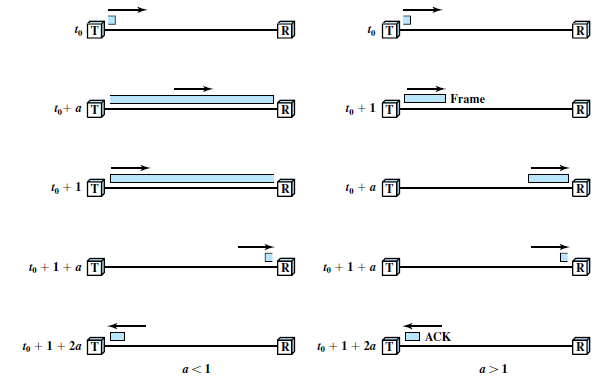 t₀ T R
t₀ + a T R
t₀ + 1 T R
t₀ + 1 + a T R
t₀ + 1 + 2a T R
a < 1
t₀ T R
t₀ + 1 T Frame R
t₀ + a T R
t₀ + 1 + a T R
t₀ + 1 + 2a T ACK R
a > 1